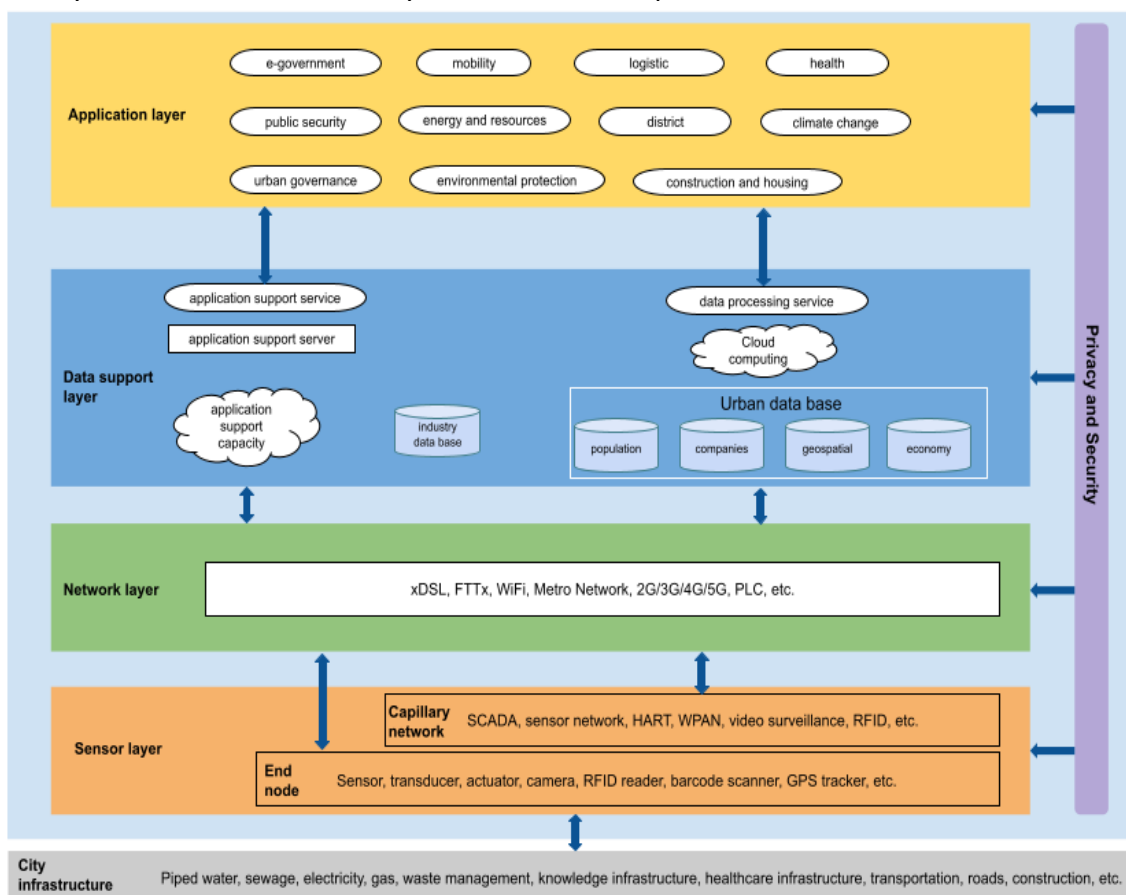 e-government
mobility
logistic
health
Application layer
public security
energy and resources
district
climate change
urban governance
environmental protection
construction and housing
application support service
data processing service
application support server
Cloud
computing
Data support
layer
application
support
capacity
industry
data base
Urban data base
population
companies
geospatial
economy
Privacy and Security
Network layer
xDSL, FTTx, WiFi, Metro Network, 2G/3G/4G/5G, PLC, etc.
Sensor layer
Capillary
network
SCADA, sensor network, HART, WPAN, video surveillance, RFID, etc.
End
node
Sensor, transducer, actuator, camera, RFID reader, barcode scanner, GPS tracker, etc.
City
infrastructure
Piped water, sewage, electricity, gas, waste management, knowledge infrastructure, healthcare infrastructure, transportation, roads, construction, etc.